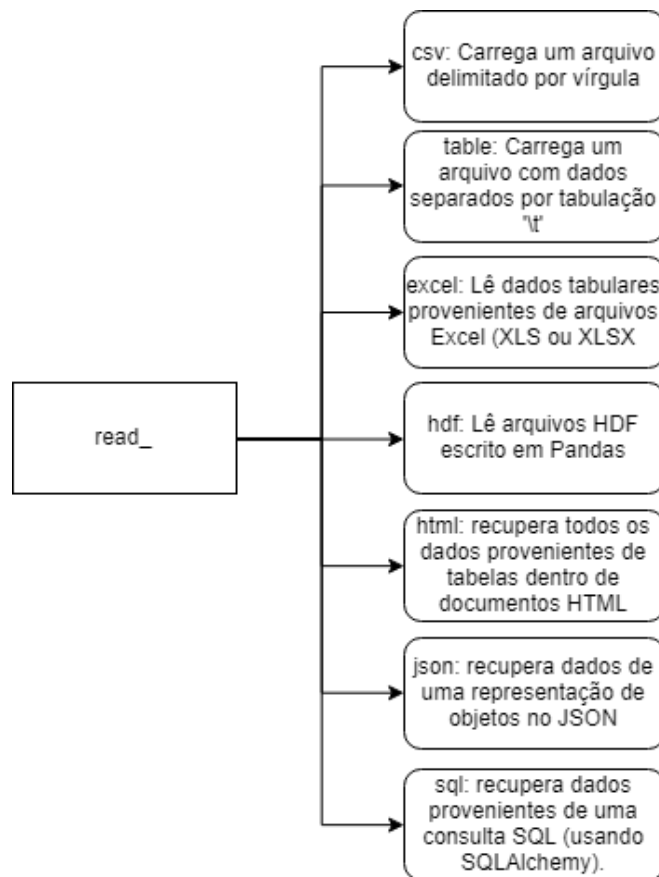 csv: Carrega um arquivo
delimitado por vírgula
table: Carrega um
arquivo com dados
separados por tabulação
'\t'
excel: Lê dados tabulares
provenientes de arquivos
Excel (XLS ou XLSX
read_
hdf: Lê arquivos HDF
escrito em Pandas
html: recupera todos os
dados provenientes de
tabelas dentro de
documentos HTML
json: recupera dados de
uma representação de
objetos no JSON
sql: recupera dados
provenientes de uma
consulta SQL (usando
SQLAlchemy).